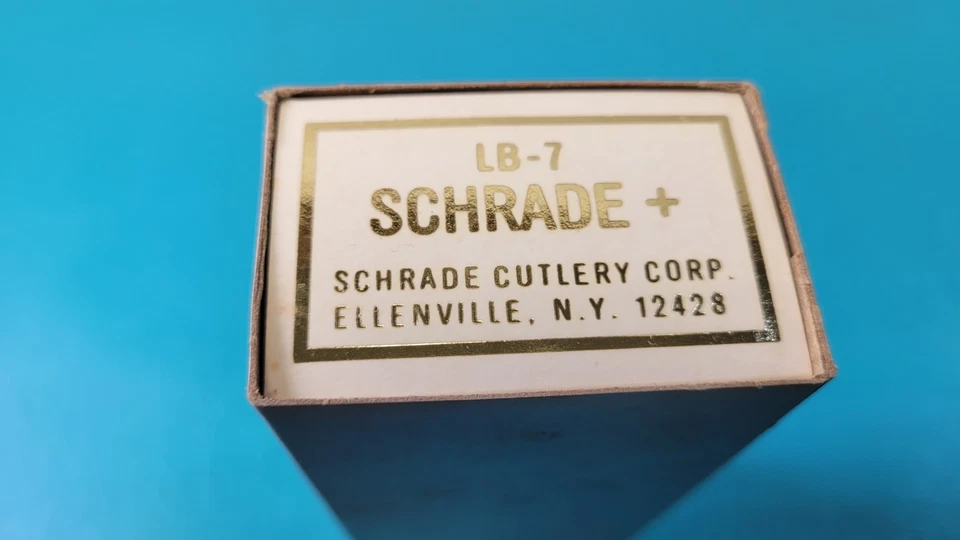 LB-7
SCHRADE +
SCHRADE CUTLERY CORP.
ELLENVILLE, N.Y. 12428